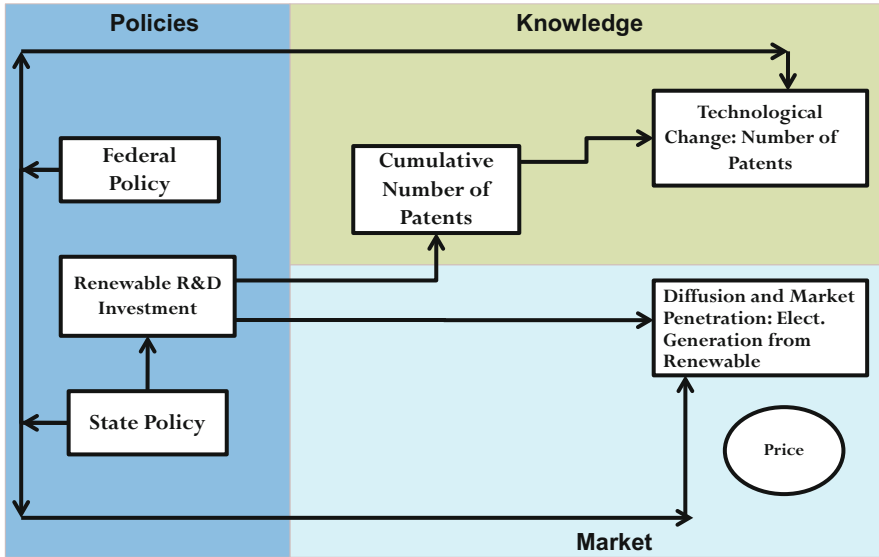 Policies
Knowledge
Technological
Change: Number of
Patents
Federal
Policy
Cumulative
Number of
Patents
Renewable R&D
Investment
Diffusion and Market
Penetration: Elect.
Generation from
Renewable
State Policy
Price
Market